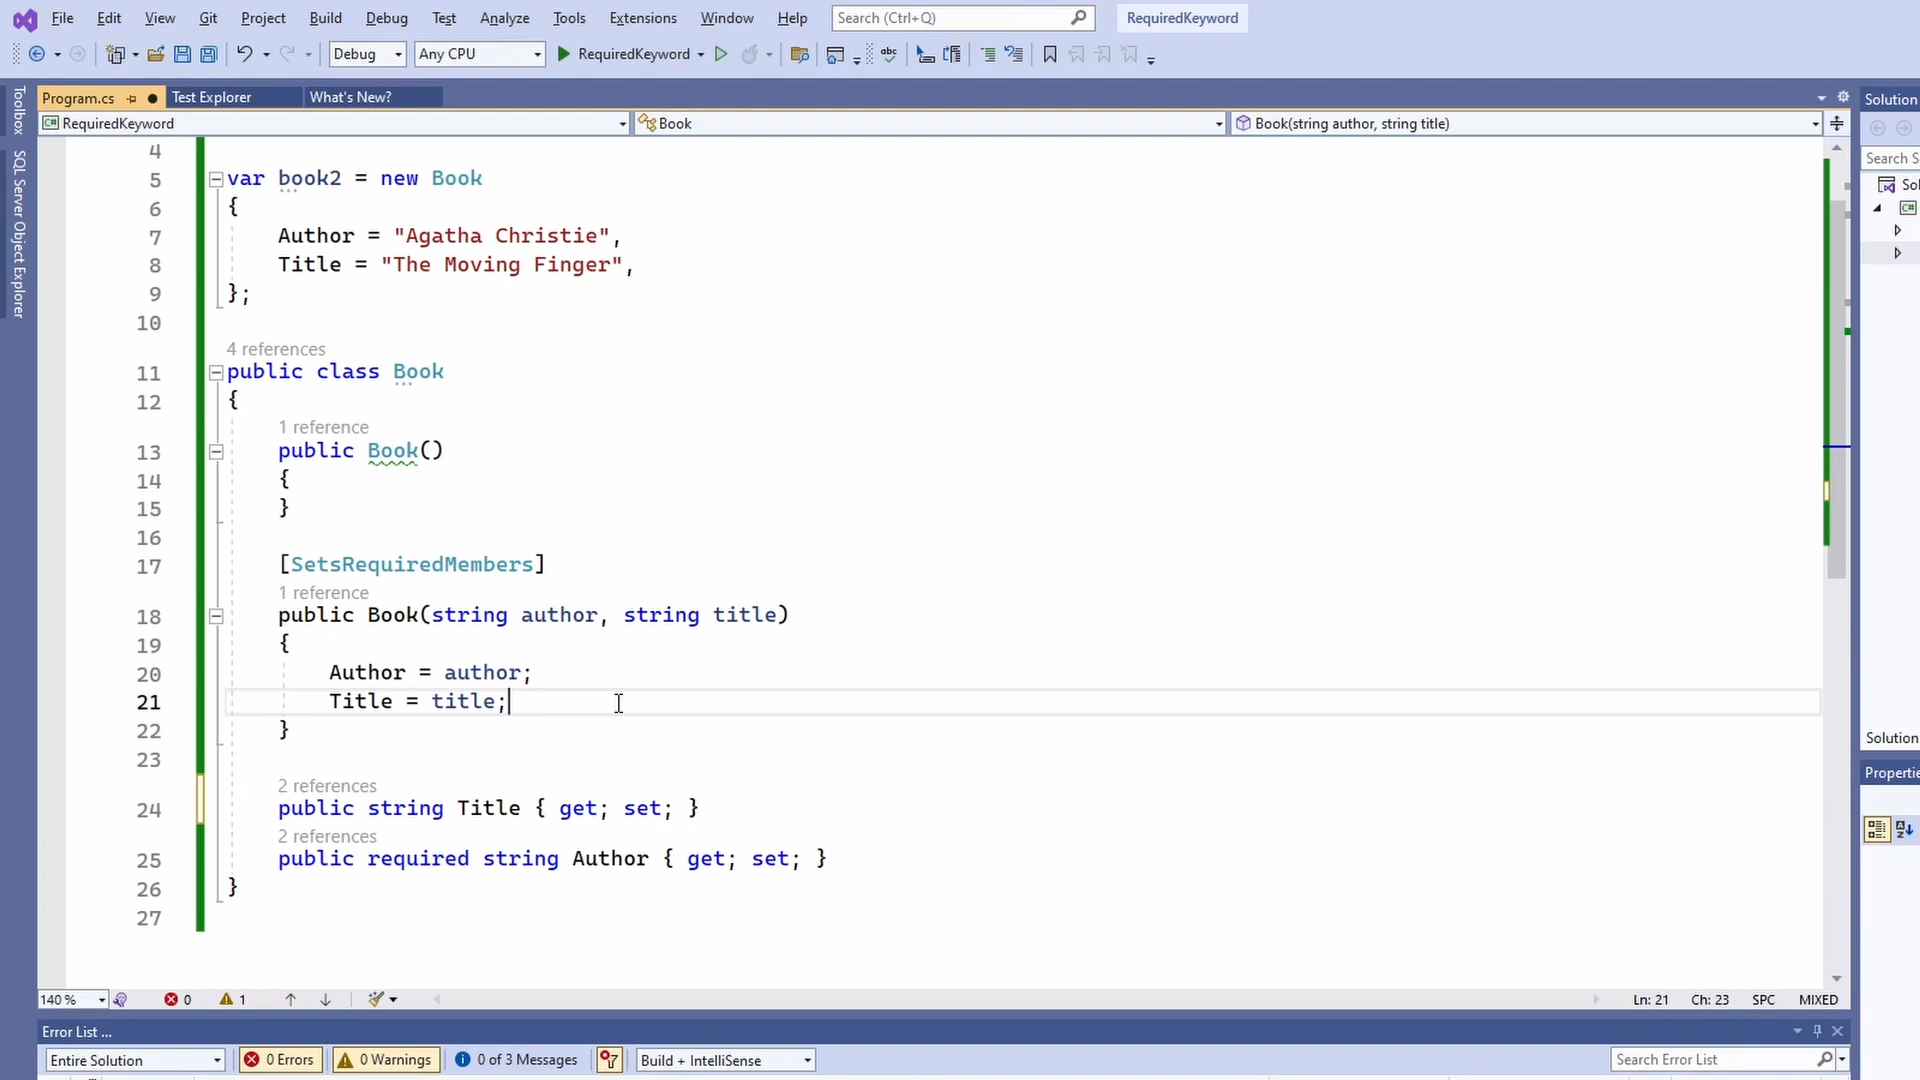 File Edit View Git Project Build Debug Test Analyze Tools Extensions Window Help Search (Ctrl+Q) RequiredKeyword
Debug Any CPU RequiredKeyword
Program.cs Test Explorer What's New? Solution
Toolbox
SQL Server Object Explorer
C# RequiredKeyword Book Book(string author, string title)
Search S
So
C#
4
5 var book2 = new Book
6 {
7 Author = "Agatha Christie",
8 Title = "The Moving Finger",
9 };
10
4 references
11 public class Book
12 {
1 reference
13 public Book()
14 {
15 }
16
17 [SetsRequiredMembers]
1 reference
18 public Book(string author, string title)
19 {
20 Author = author;
21 Title = title;
22 }
23
2 references
24 public string Title { get; set; }
2 references
25 public required string Author { get; set; }
26 }
27
Solution
Propertie
140 % 0 1 Ln: 21 Ch: 23 SPC MIXED
Error List ...
Entire Solution 0 Errors 0 Warnings 0 of 3 Messages Build + IntelliSense Search Error List